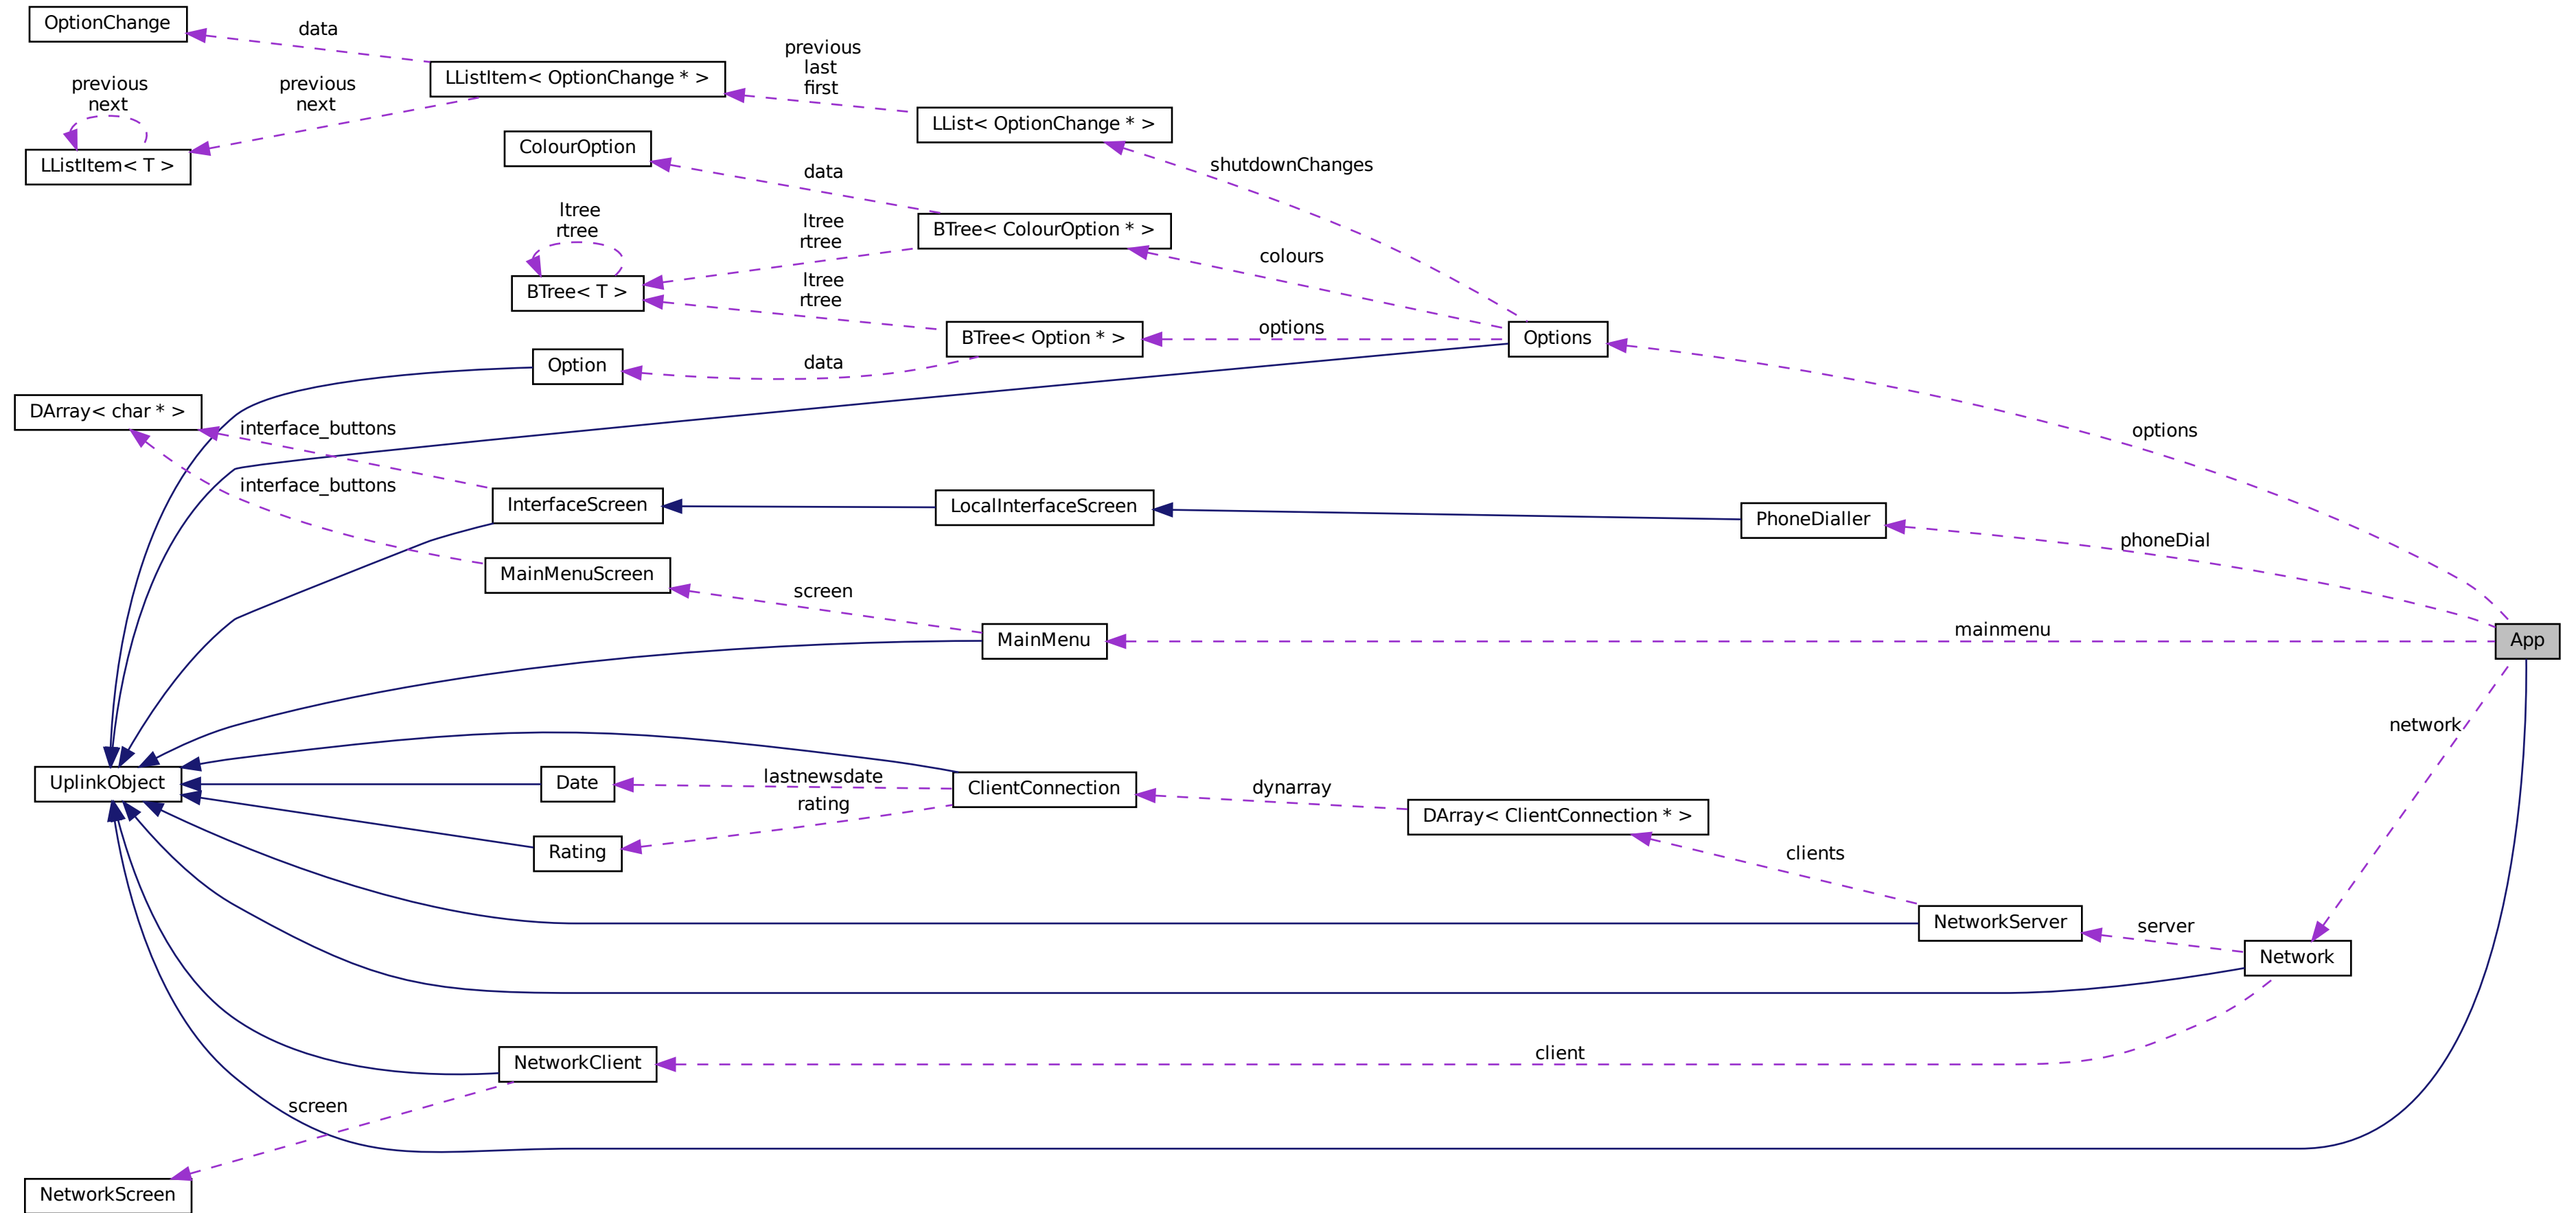 OptionChange
data
previous
last
first
LListItem< OptionChange * >
previous
next
previous
next
LList< OptionChange * >
ColourOption
LListItem< T >
shutdownChanges
data
ltree
rtree
ltree
rtree
BTree< ColourOption * >
colours
BTree< T >
ltree
rtree
options
BTree< Option * >
Options
Option
data
DArray< char * >
interface_buttons
options
interface_buttons
InterfaceScreen
LocalInterfaceScreen
PhoneDialler
phoneDial
MainMenuScreen
screen
MainMenu
mainmenu
App
network
UplinkObject
Date
lastnewsdate
rating
ClientConnection
dynarray
DArray< ClientConnection * >
Rating
clients
NetworkServer
server
Network
NetworkClient
client
screen
NetworkScreen